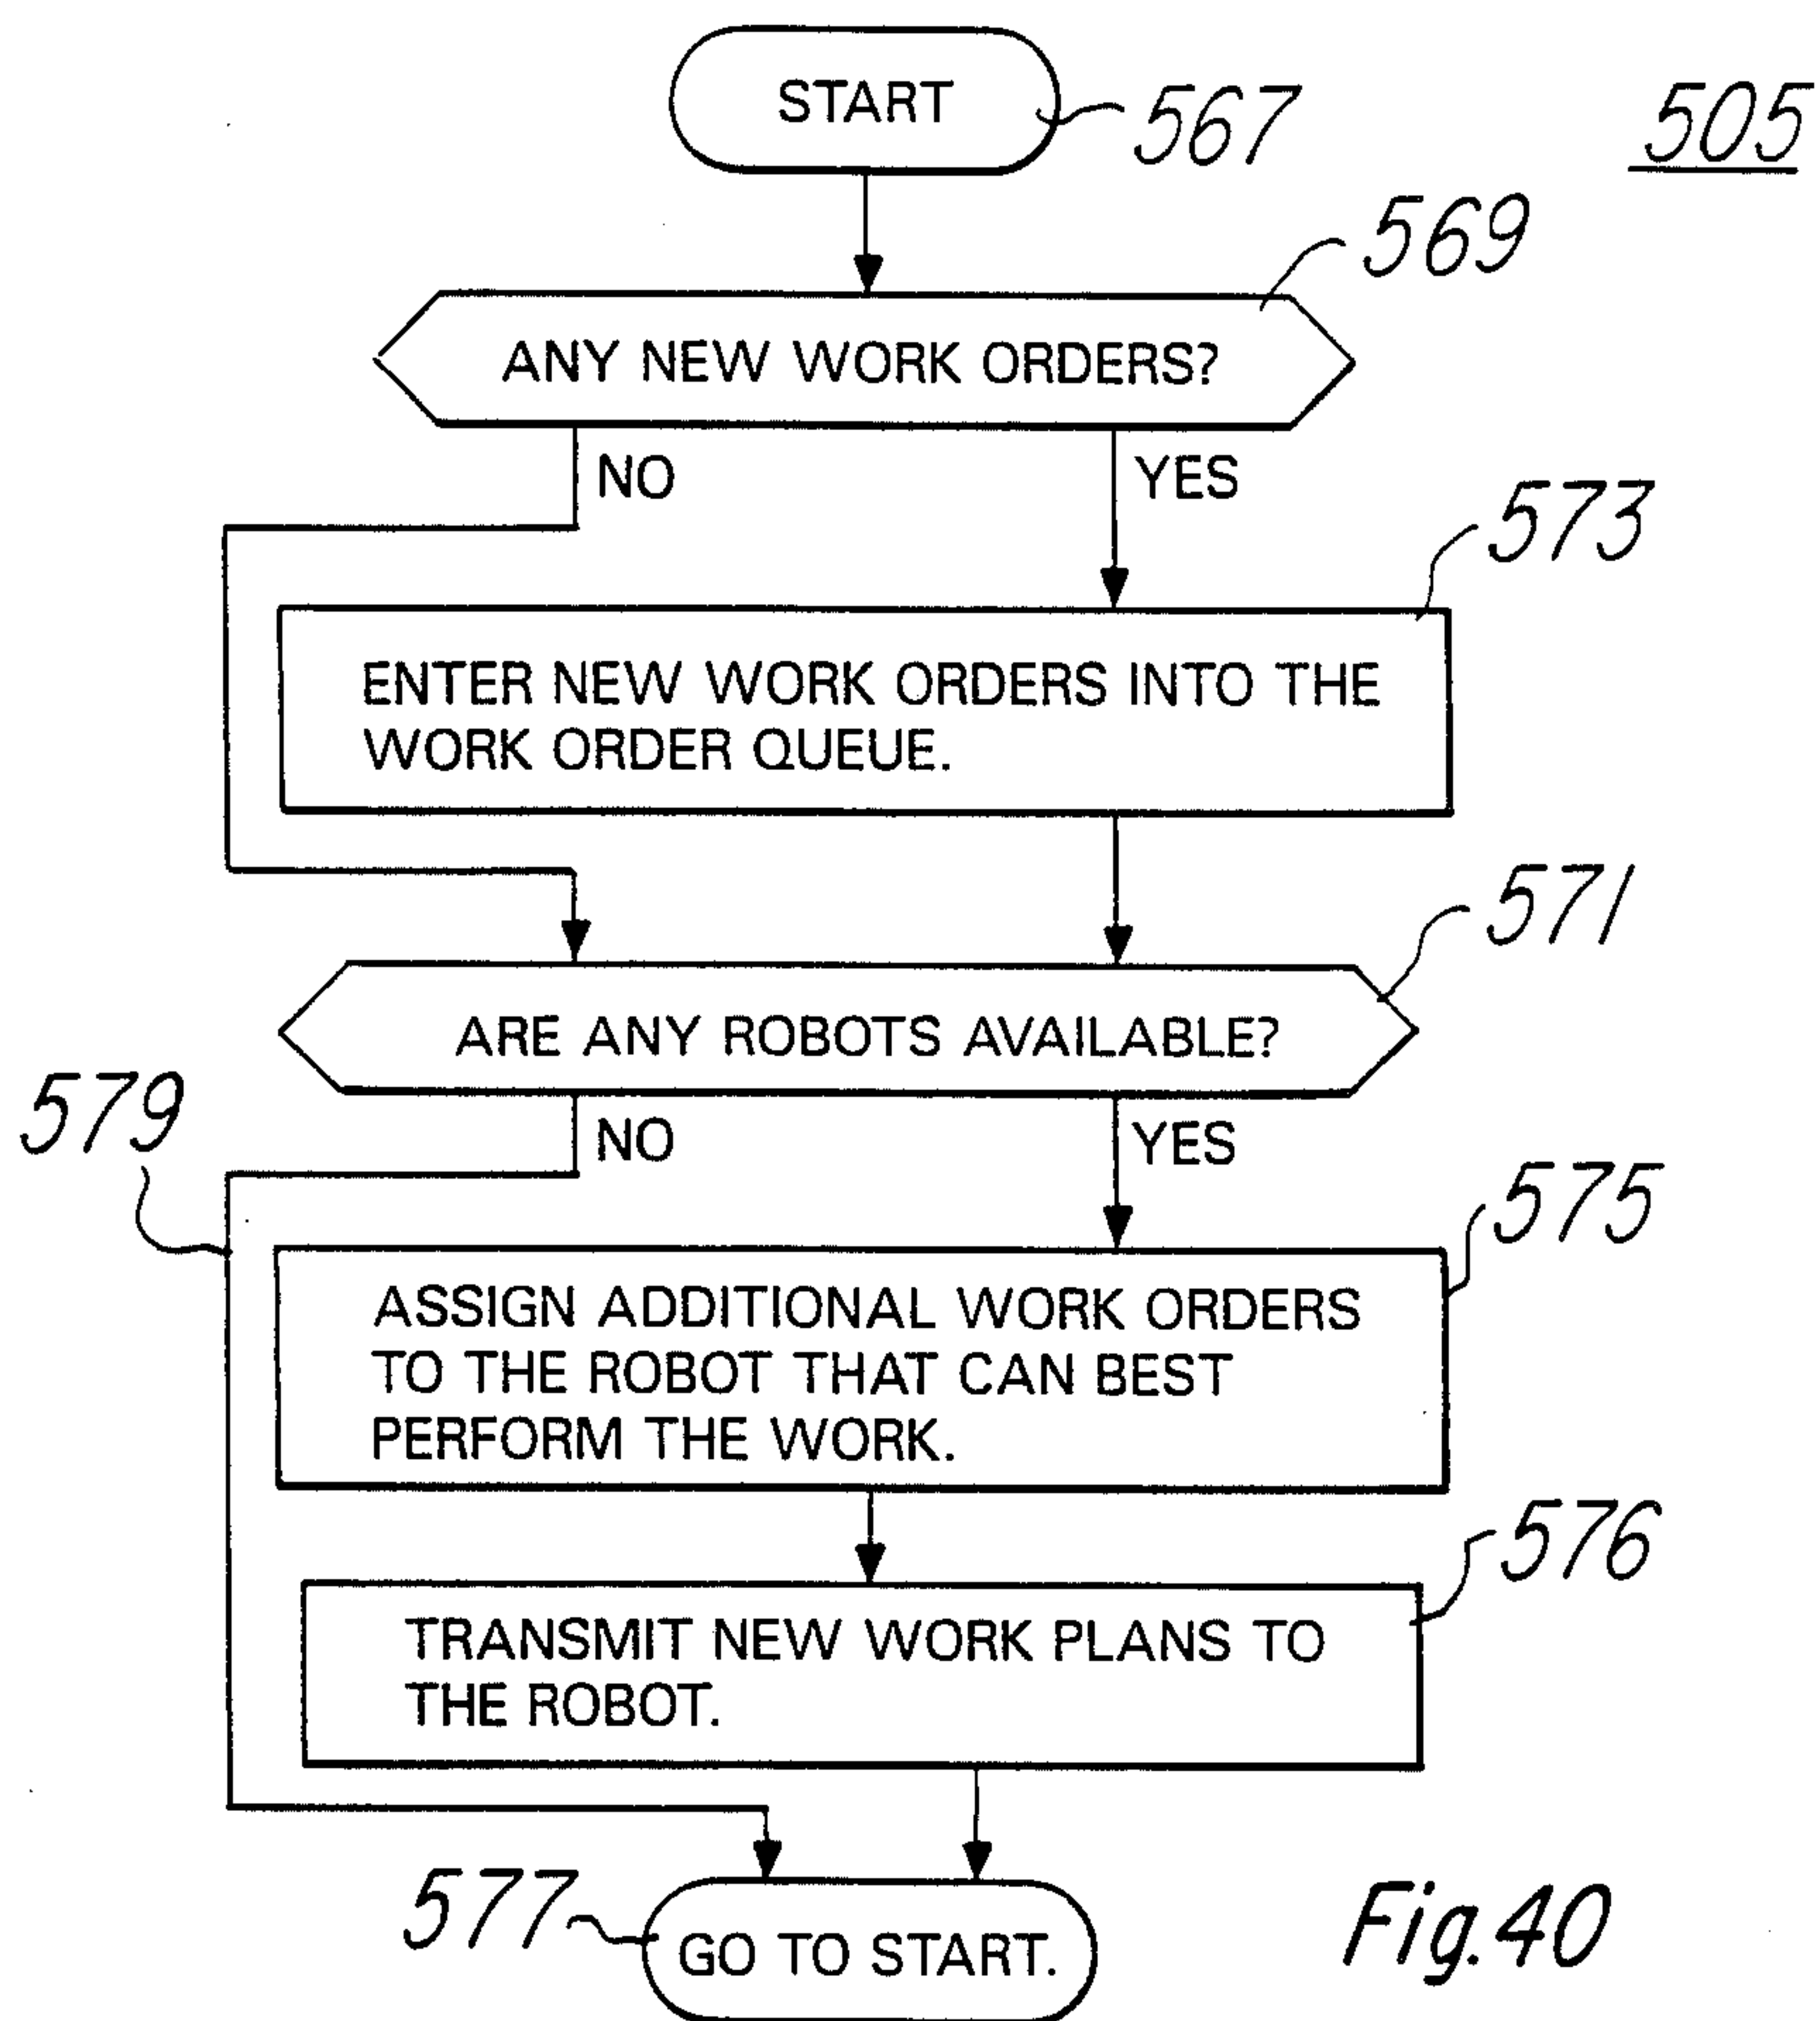 START
567
505
569
ANY NEW WORK ORDERS?
NO
YES
573
ENTER NEW WORK ORDERS INTO THE
WORK ORDER QUEUE.
571
ARE ANY ROBOTS AVAILABLE?
579
NO
YES
575
ASSIGN ADDITIONAL WORK ORDERS
TO THE ROBOT THAT CAN BEST
PERFORM THE WORK.
576
TRANSMIT NEW WORK PLANS TO
THE ROBOT.
577
GO TO START.
Fig.40